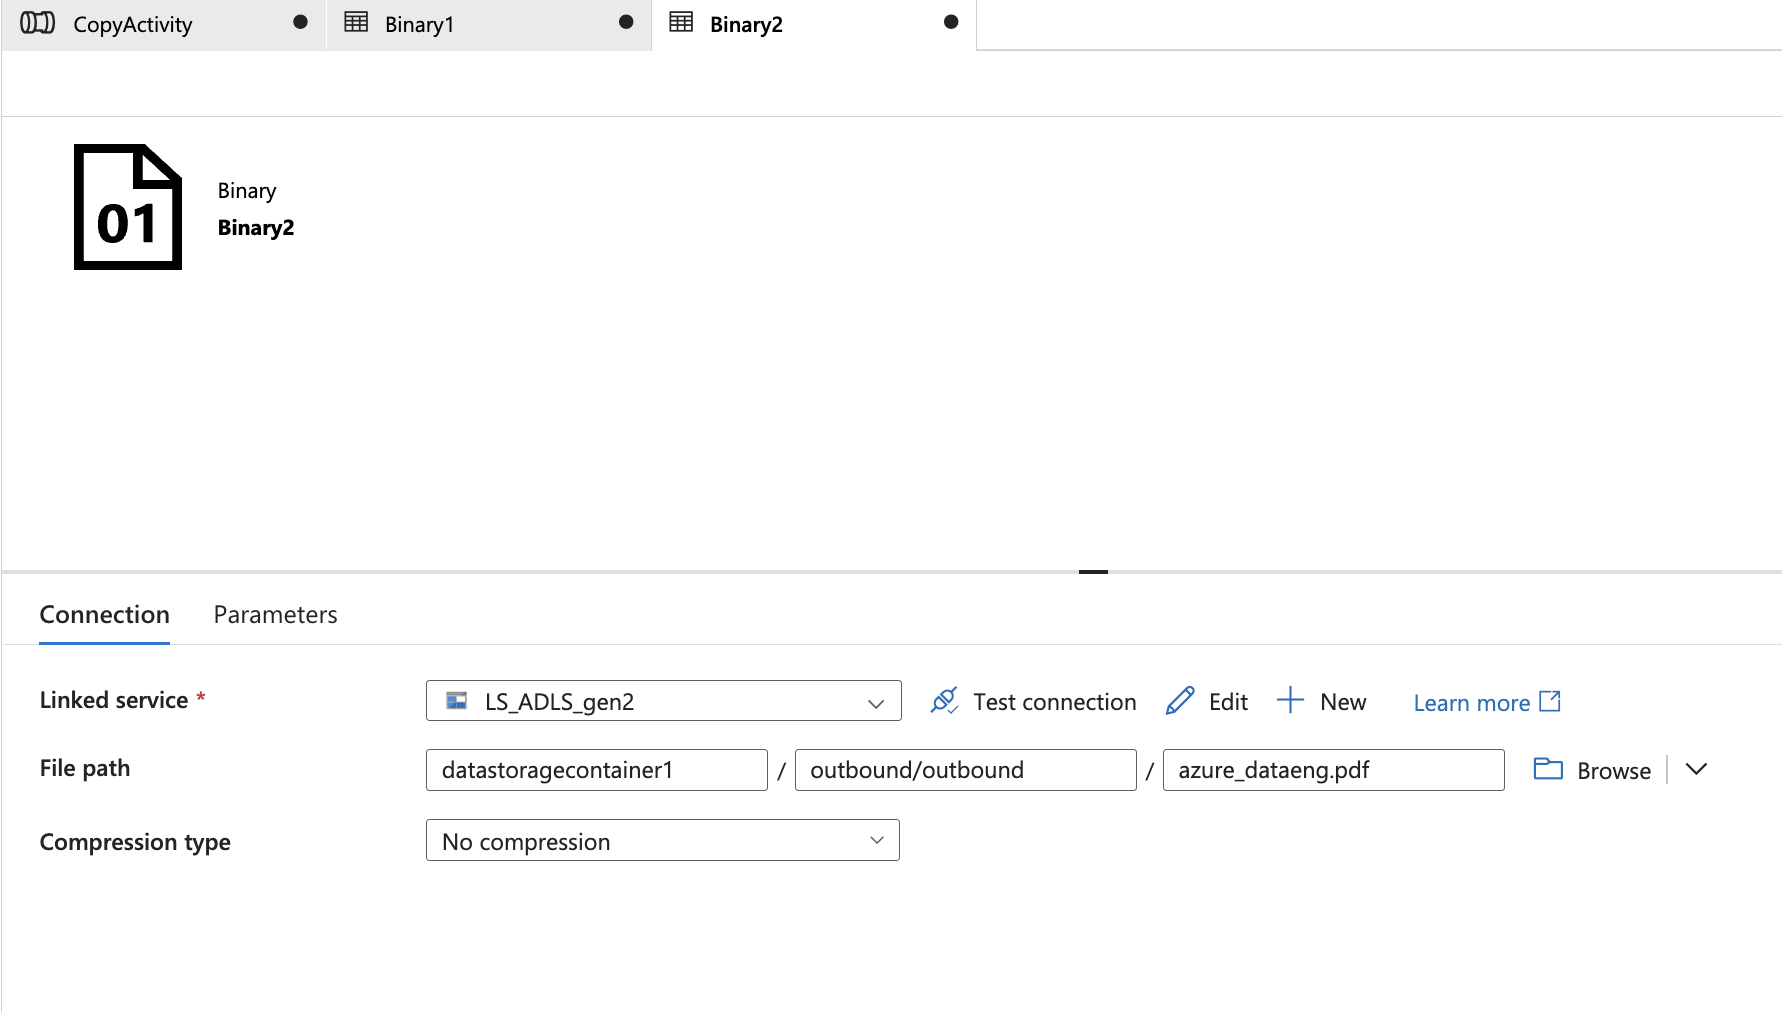 CopyActivity
Binary1
Binary2
01
Binary
Binary2
Connection
Parameters
Linked service *
LS_ADLS_gen2
Test connection
Edit
New
Learn more
File path
datastoragecontainer1 / outbound/outbound / azure_dataeng.pdf
Browse
Compression type
No compression